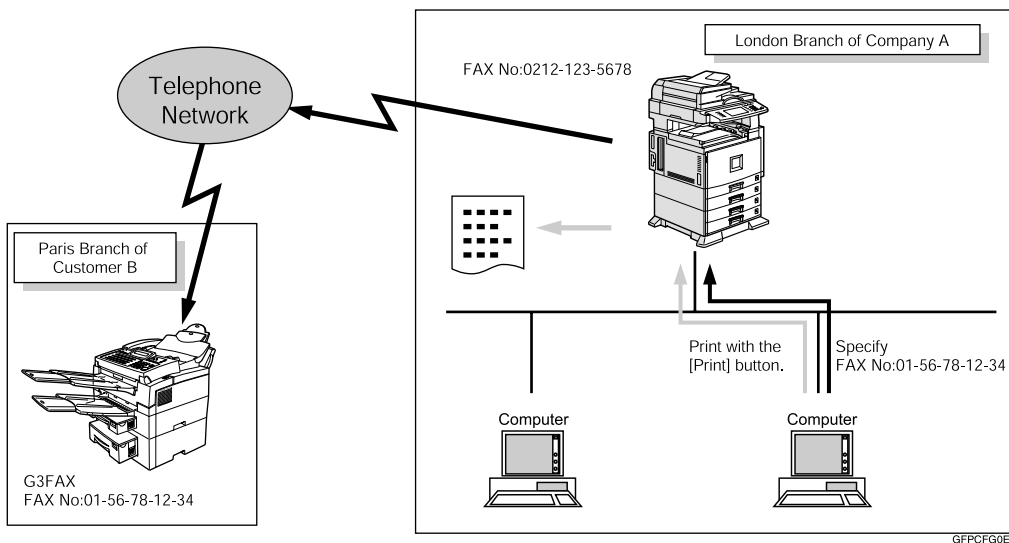 London Branch of Company A
FAX No:0212-123-5678
Telephone
Network
Paris Branch of
Customer B
Print with the
[Print] button.
Specify
FAX No:01-56-78-12-34
Computer
Computer
G3FAX
FAX No:01-56-78-12-34
GFPCFG0E